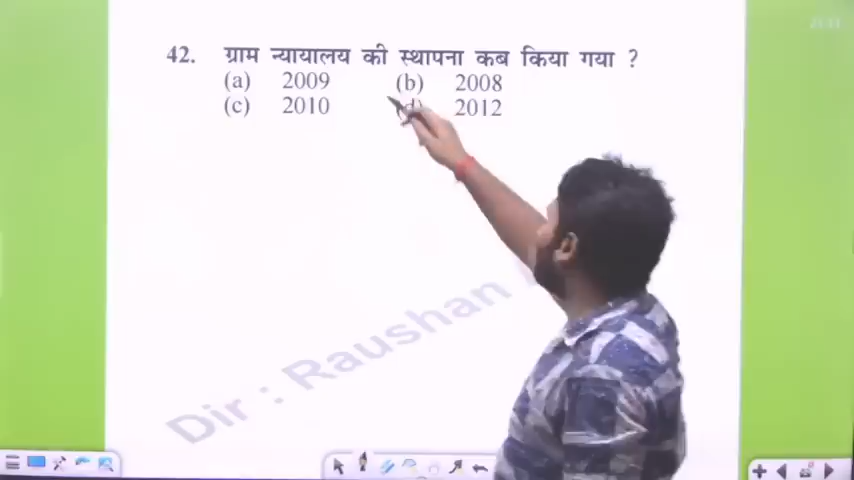 42. ग्राम न्यायालय की स्थापना कब किया गया ?
(a) 2009 (b) 2008
(c) 2010 (d) 2012
Dir : Raushan